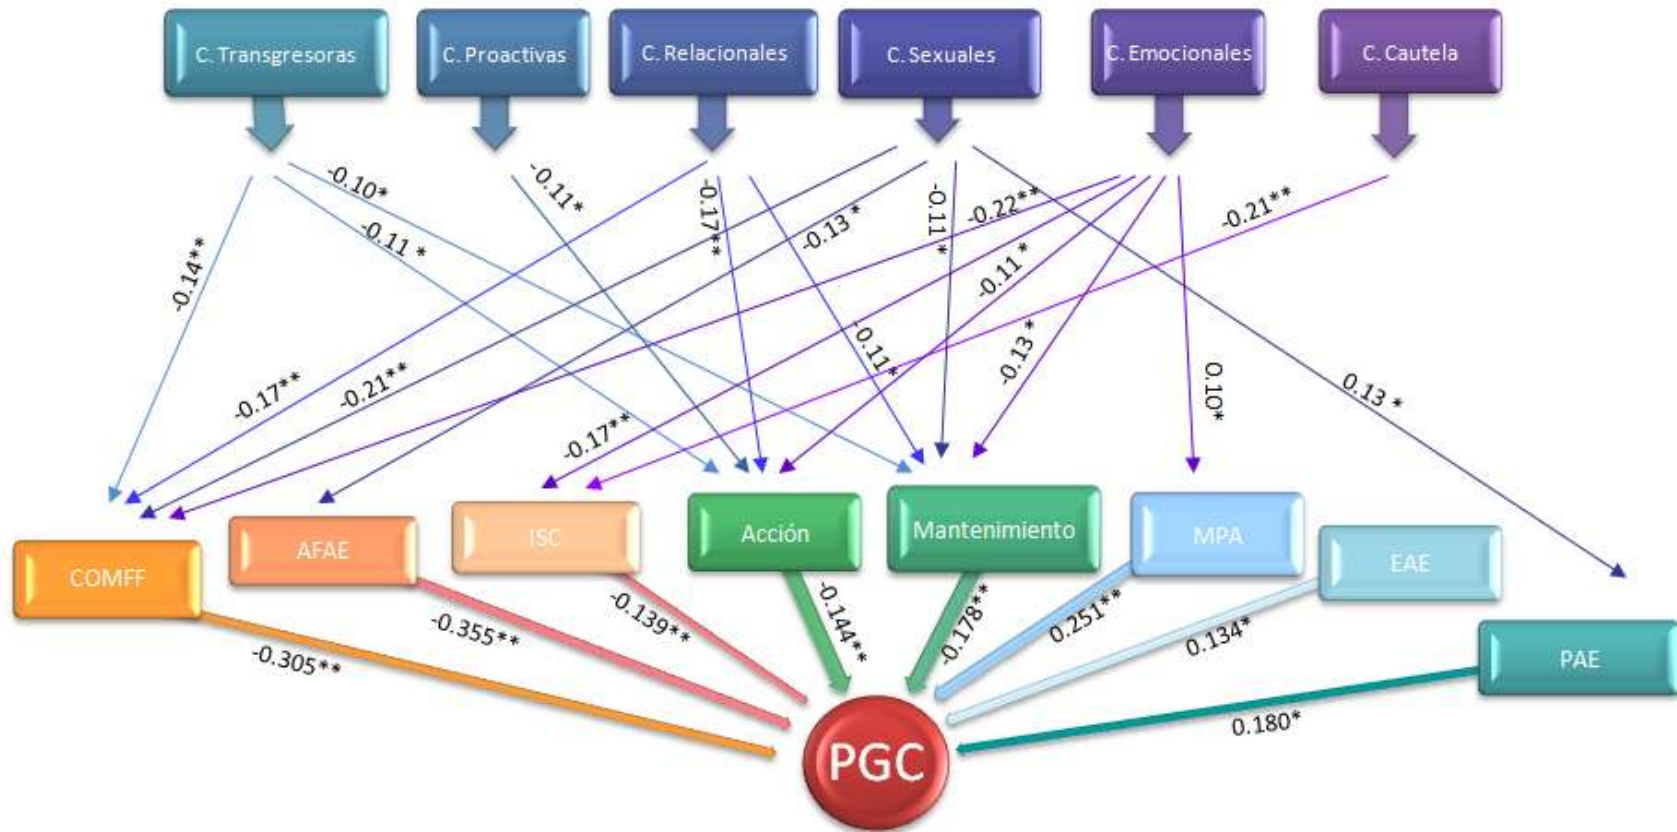 C. Transgresoras
C. Proactivas
C. Relacionales
C. Sexuales
C. Emocionales
C. Cautela
-0.10*
-0.11*
-0.17**
-0.11*
-0.22**
-0.21**
-0.14**
-0.11 *
-0.13 *
-0.11 *
-0.17**
-0.21**
-0.11*
-0.13 *
0.10*
0.13 *
-0.17**
COMFF
AFAE
ISC
Acción
Mantenimiento
MPA
EAE
PAE
-0.305**
-0.355**
-0.139**
-0.144**
-0.178**
0.251**
0.134*
0.180*
PGC